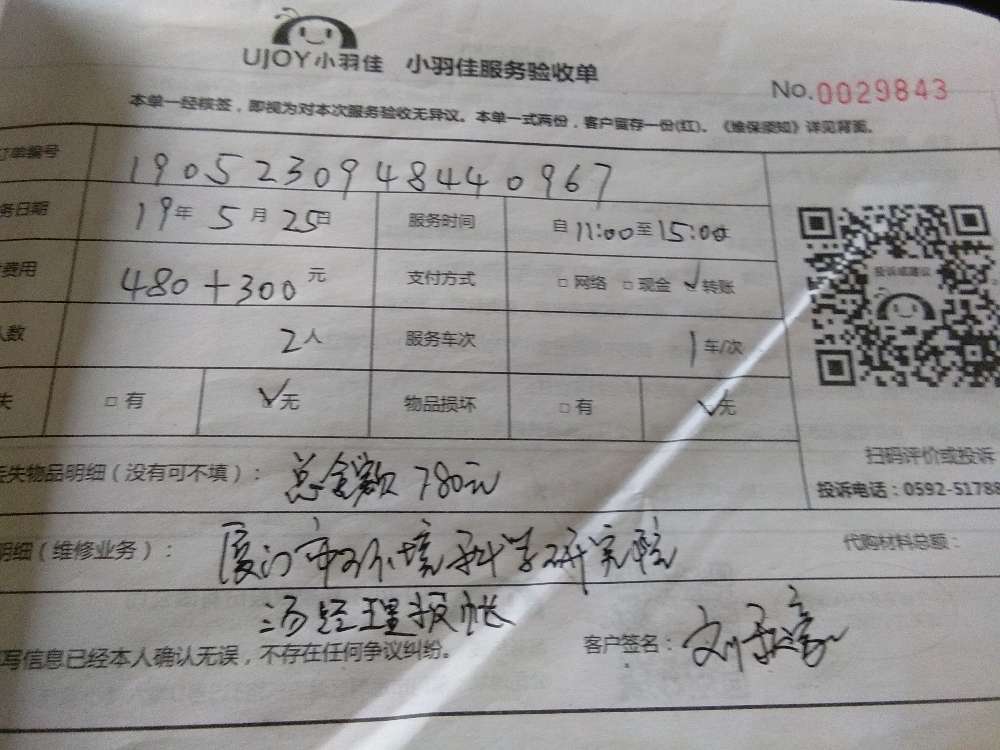 UJOY小羽佳 小羽佳服务验收单
No.0029843
本单一经核签，即视为对本次服务验收无异议。本单一式两份，客户留存一份(红)。《维保须知》详见背面。
订单编号 1905230948440967
务日期 19年 5月 25日 服务时间 自11:00至15:00
费用 480+300元 支付方式 □网络 □现金 ☑转账
人数 2人 服务车次 1车/次
失 □有 ☑无 物品损坏 □有 ☑无
投诉或建议
扫码评价或投诉
投诉电话：0592-51788
失物品明细（没有可不填）： 总金额780元
明细（维修业务）： 厦门市环境科学研究院 代购材料总额：
汤经理报帐
写信息已经本人确认无误，不存在任何争议纠纷。 客户签名：